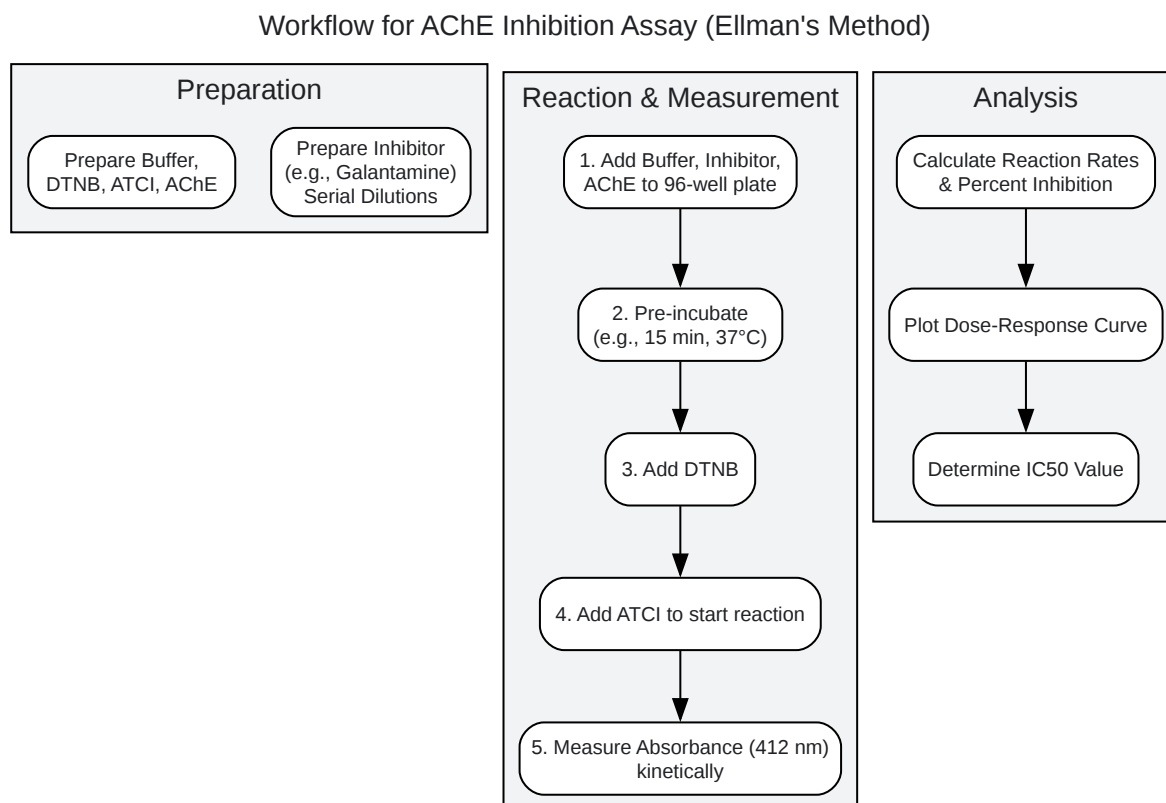 Workflow for AChE Inhibition Assay (Ellman's Method)
Preparation
Prepare Buffer,
DTNB, ATCI, AChE
Prepare Inhibitor
(e.g., Galantamine)
Serial Dilutions
Reaction & Measurement
1. Add Buffer, Inhibitor,
AChE to 96-well plate
2. Pre-incubate
(e.g., 15 min, 37°C)
3. Add DTNB
4. Add ATCI to start reaction
5. Measure Absorbance (412 nm)
kinetically
Analysis
Calculate Reaction Rates
& Percent Inhibition
Plot Dose-Response Curve
Determine IC50 Value